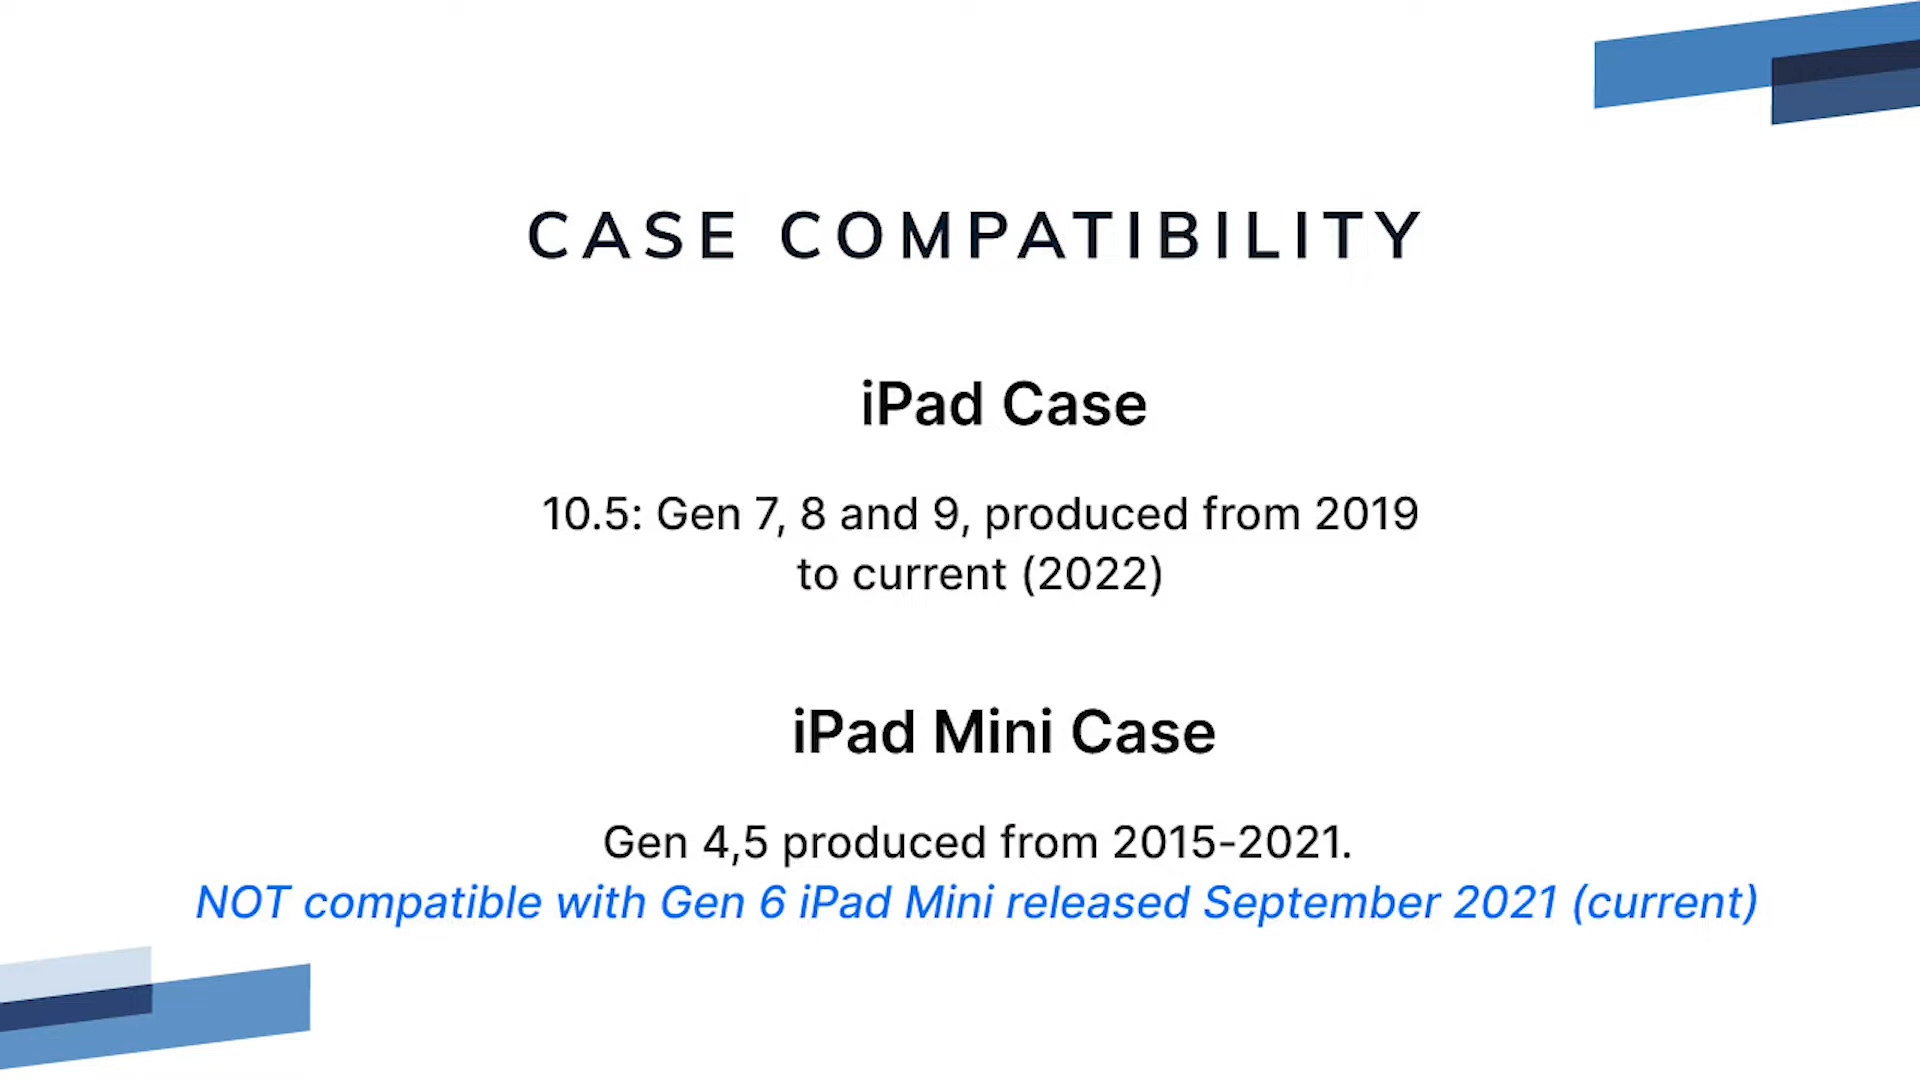 CASE COMPATIBILITY
iPad Case
10.5: Gen 7, 8 and 9, produced from 2019
to current (2022)
iPad Mini Case
Gen 4,5 produced from 2015-2021.
NOT compatible with Gen 6 iPad Mini released September 2021 (current)